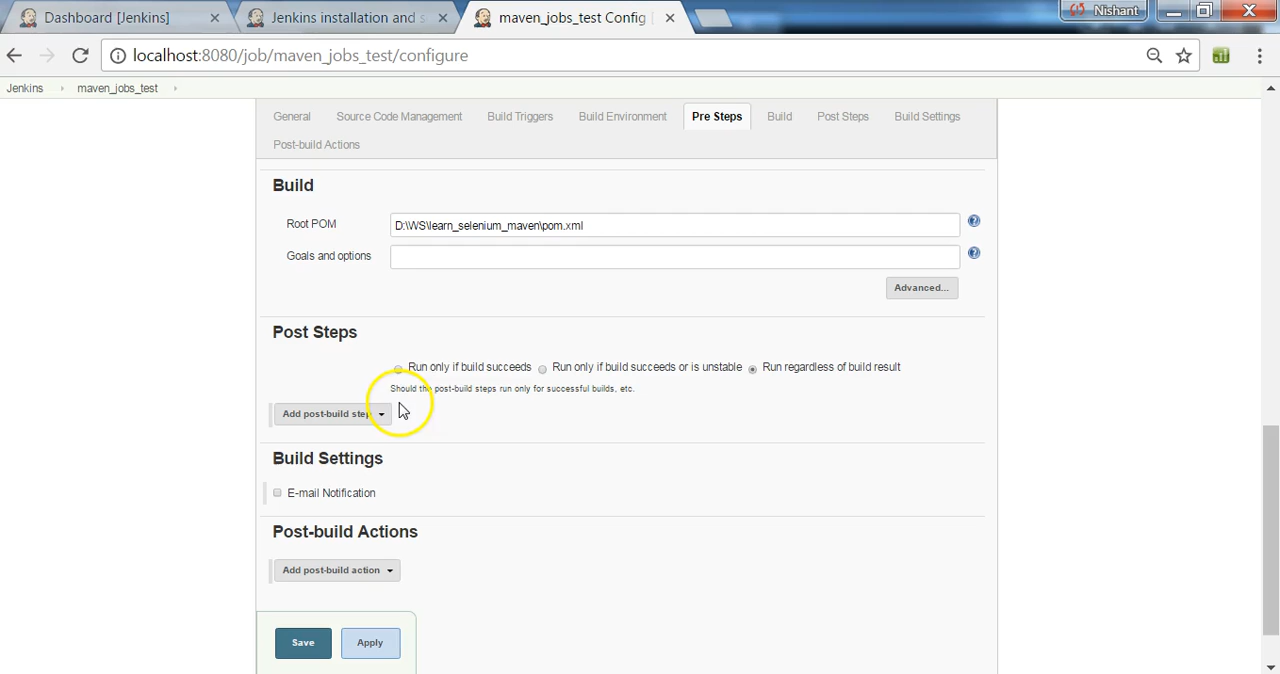 Dashboard [Jenkins]
Jenkins installation and s
maven_jobs_test Config [
Nishant
localhost:8080/job/maven_jobs_test/configure
Jenkins
maven_jobs_test
General
Source Code Management
Build Triggers
Build Environment
Pre Steps
Build
Post Steps
Build Settings
Post-build Actions
Build
Root POM
D:\WS\learn_selenium_maven\pom.xml
Goals and options
Advanced...
Post Steps
Run only if build succeeds
Run only if build succeeds or is unstable
Run regardless of build result
Should the post-build steps run only for successful builds, etc.
Add post-build step
Build Settings
E-mail Notification
Post-build Actions
Add post-build action
Save
Apply